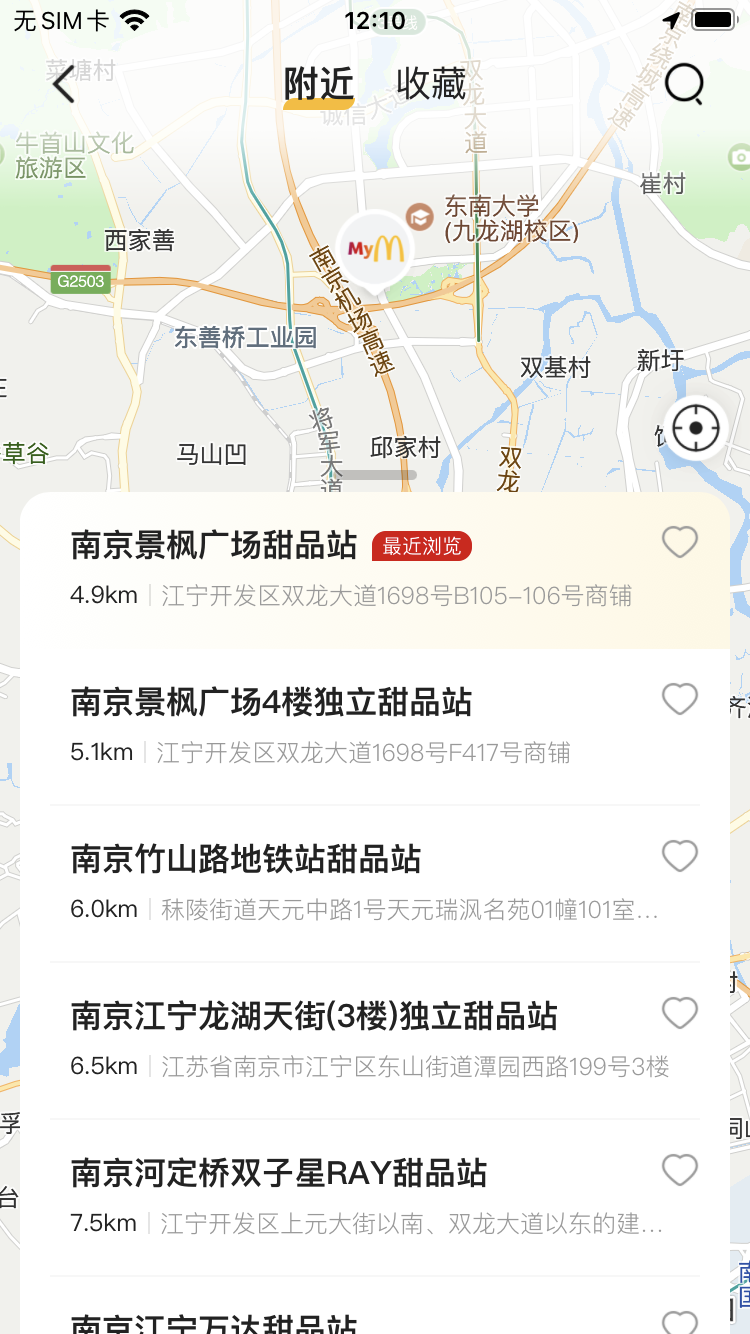 无SIM卡
12:10
菜塘村
附近
收藏
诚信大道
双龙大道
南京绕城高速
牛首山文化
旅游区
崔村
东南大学
(九龙湖校区)
西家善
MyM
南京机场高速
G2503
东善桥工业园
双基村
新圩
草谷
马山凹
将军大道
邱家村
双龙
南京景枫广场甜品站
最近浏览
4.9km
江宁开发区双龙大道1698号B105-106号商铺
南京景枫广场4楼独立甜品站
5.1km
江宁开发区双龙大道1698号F417号商铺
南京竹山路地铁站甜品站
6.0km
秣陵街道天元中路1号天元瑞沨名苑01幢101室...
南京江宁龙湖天街(3楼)独立甜品站
6.5km
江苏省南京市江宁区东山街道潭园西路199号3楼
南京河定桥双子星RAY甜品站
7.5km
江宁开发区上元大街以南、双龙大道以东的建...
南京江宁万达甜品站